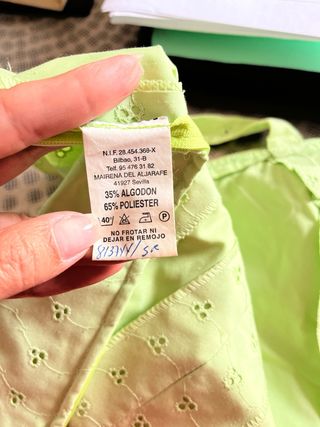 N.I.F. 28.454.368-X
Bilbao, 31-B
Telf. 95 476 31 82
MAIRENA DEL ALJARAFE
41927 Sevilla
35% ALGODON
65% POLIESTER
40° P
NO FROTAR NI
DEJAR EN REMOJO